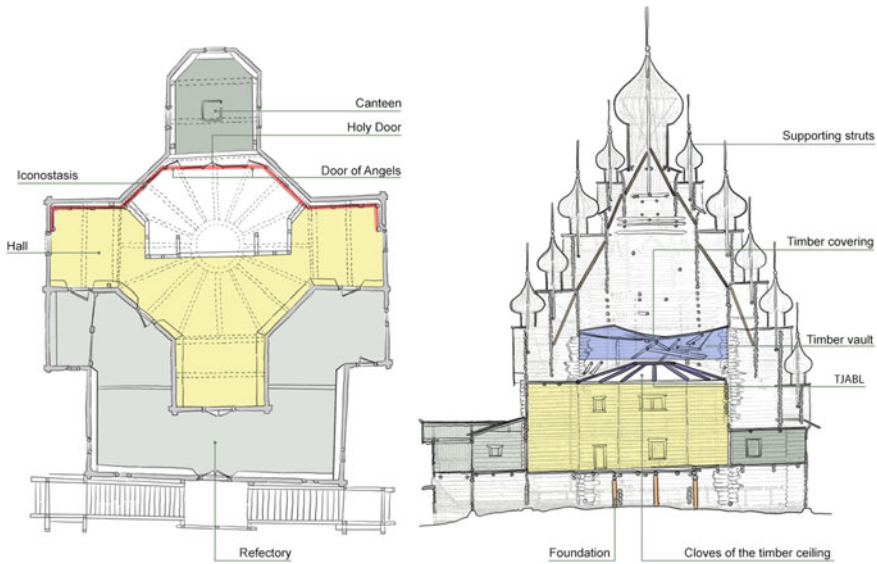 Canteen
Holy Door
Iconostasis
Door of Angels
Hall
Refectory
Supporting struts
Timber covering
Timber vault
TJABL
Foundation
Cloves of the timber ceiling